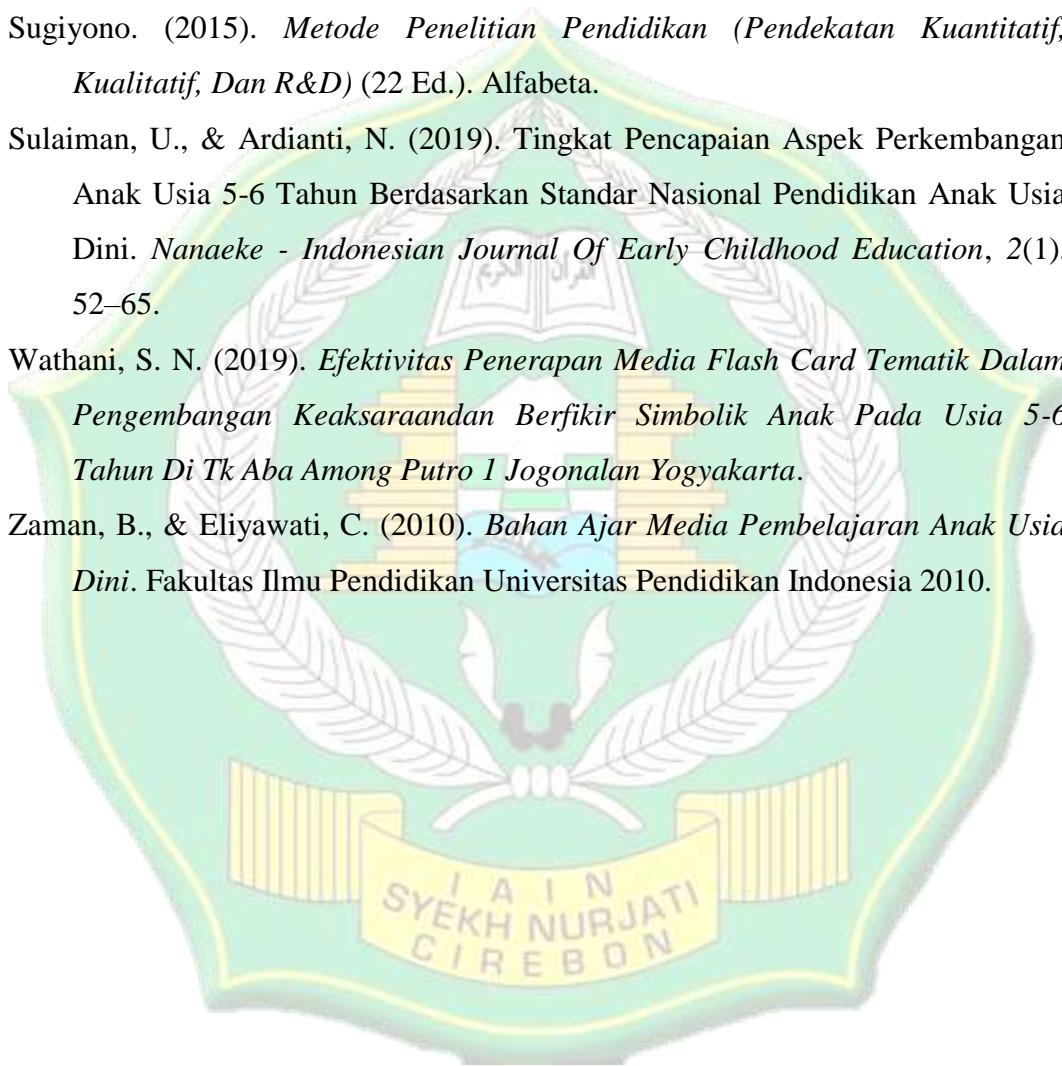 Sugiyono. (2015). Metode Penelitian Pendidikan (Pendekatan Kuantitatif,
Kualitatif, Dan R&D) (22 Ed.). Alfabeta.
Sulaiman, U., & Ardianti, N. (2019). Tingkat Pencapaian Aspek Perkembangan
Anak Usia 5-6 Tahun Berdasarkan Standar Nasional Pendidikan Anak Usia
Dini. Nanaeke - Indonesian Journal Of Early Childhood Education, 2(1),
52–65.
القرآن الكريم
Wathani, S. N. (2019). Efektivitas Penerapan Media Flash Card Tematik Dalam
Pengembangan Keaksaraandan Berfikir Simbolik Anak Pada Usia 5-6
Tahun Di Tk Aba Among Putro 1 Jogonalan Yogyakarta.
Zaman, B., & Eliyawati, C. (2010). Bahan Ajar Media Pembelajaran Anak Usia
Dini. Fakultas Ilmu Pendidikan Universitas Pendidikan Indonesia 2010.
IAIN
SYEKH NURJATI
CIREBON